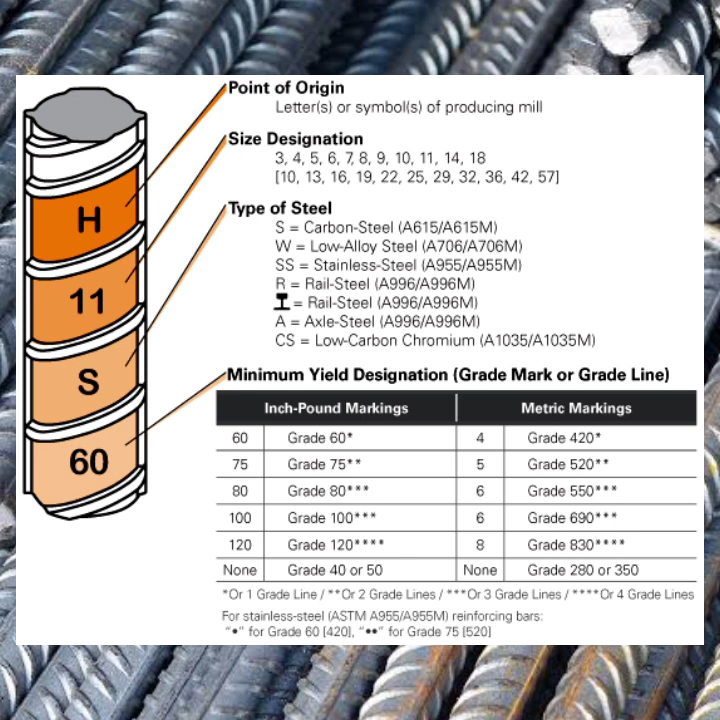 Point of Origin
Letter(s) or symbol(s) of producing mill
Size Designation
3, 4, 5, 6, 7, 8, 9, 10, 11, 14, 18
[10, 13, 16, 19, 22, 25, 29, 32, 36, 42, 57]
Type of Steel
S = Carbon-Steel (A615/A615M)
W = Low-Alloy Steel (A706/A706M)
SS = Stainless-Steel (A955/A955M)
R = Rail-Steel (A996/A996M)
= Rail-Steel (A996/A996M)
A = Axle-Steel (A996/A996M)
CS = Low-Carbon Chromium (A1035/A1035M)
Minimum Yield Designation (Grade Mark or Grade Line)
H
11
S
60
Inch-Pound Markings Metric Markings
60 Grade 60* 4 Grade 420*
75 Grade 75** 5 Grade 520**
80 Grade 80*** 6 Grade 550***
100 Grade 100*** 6 Grade 690***
120 Grade 120**** 8 Grade 830****
None Grade 40 or 50 None Grade 280 or 350
*Or 1 Grade Line / **Or 2 Grade Lines / ***Or 3 Grade Lines / ****Or 4 Grade Lines
For stainless-steel (ASTM A955/A955M) reinforcing bars:
"•" for Grade 60 [420], "••" for Grade 75 [520]